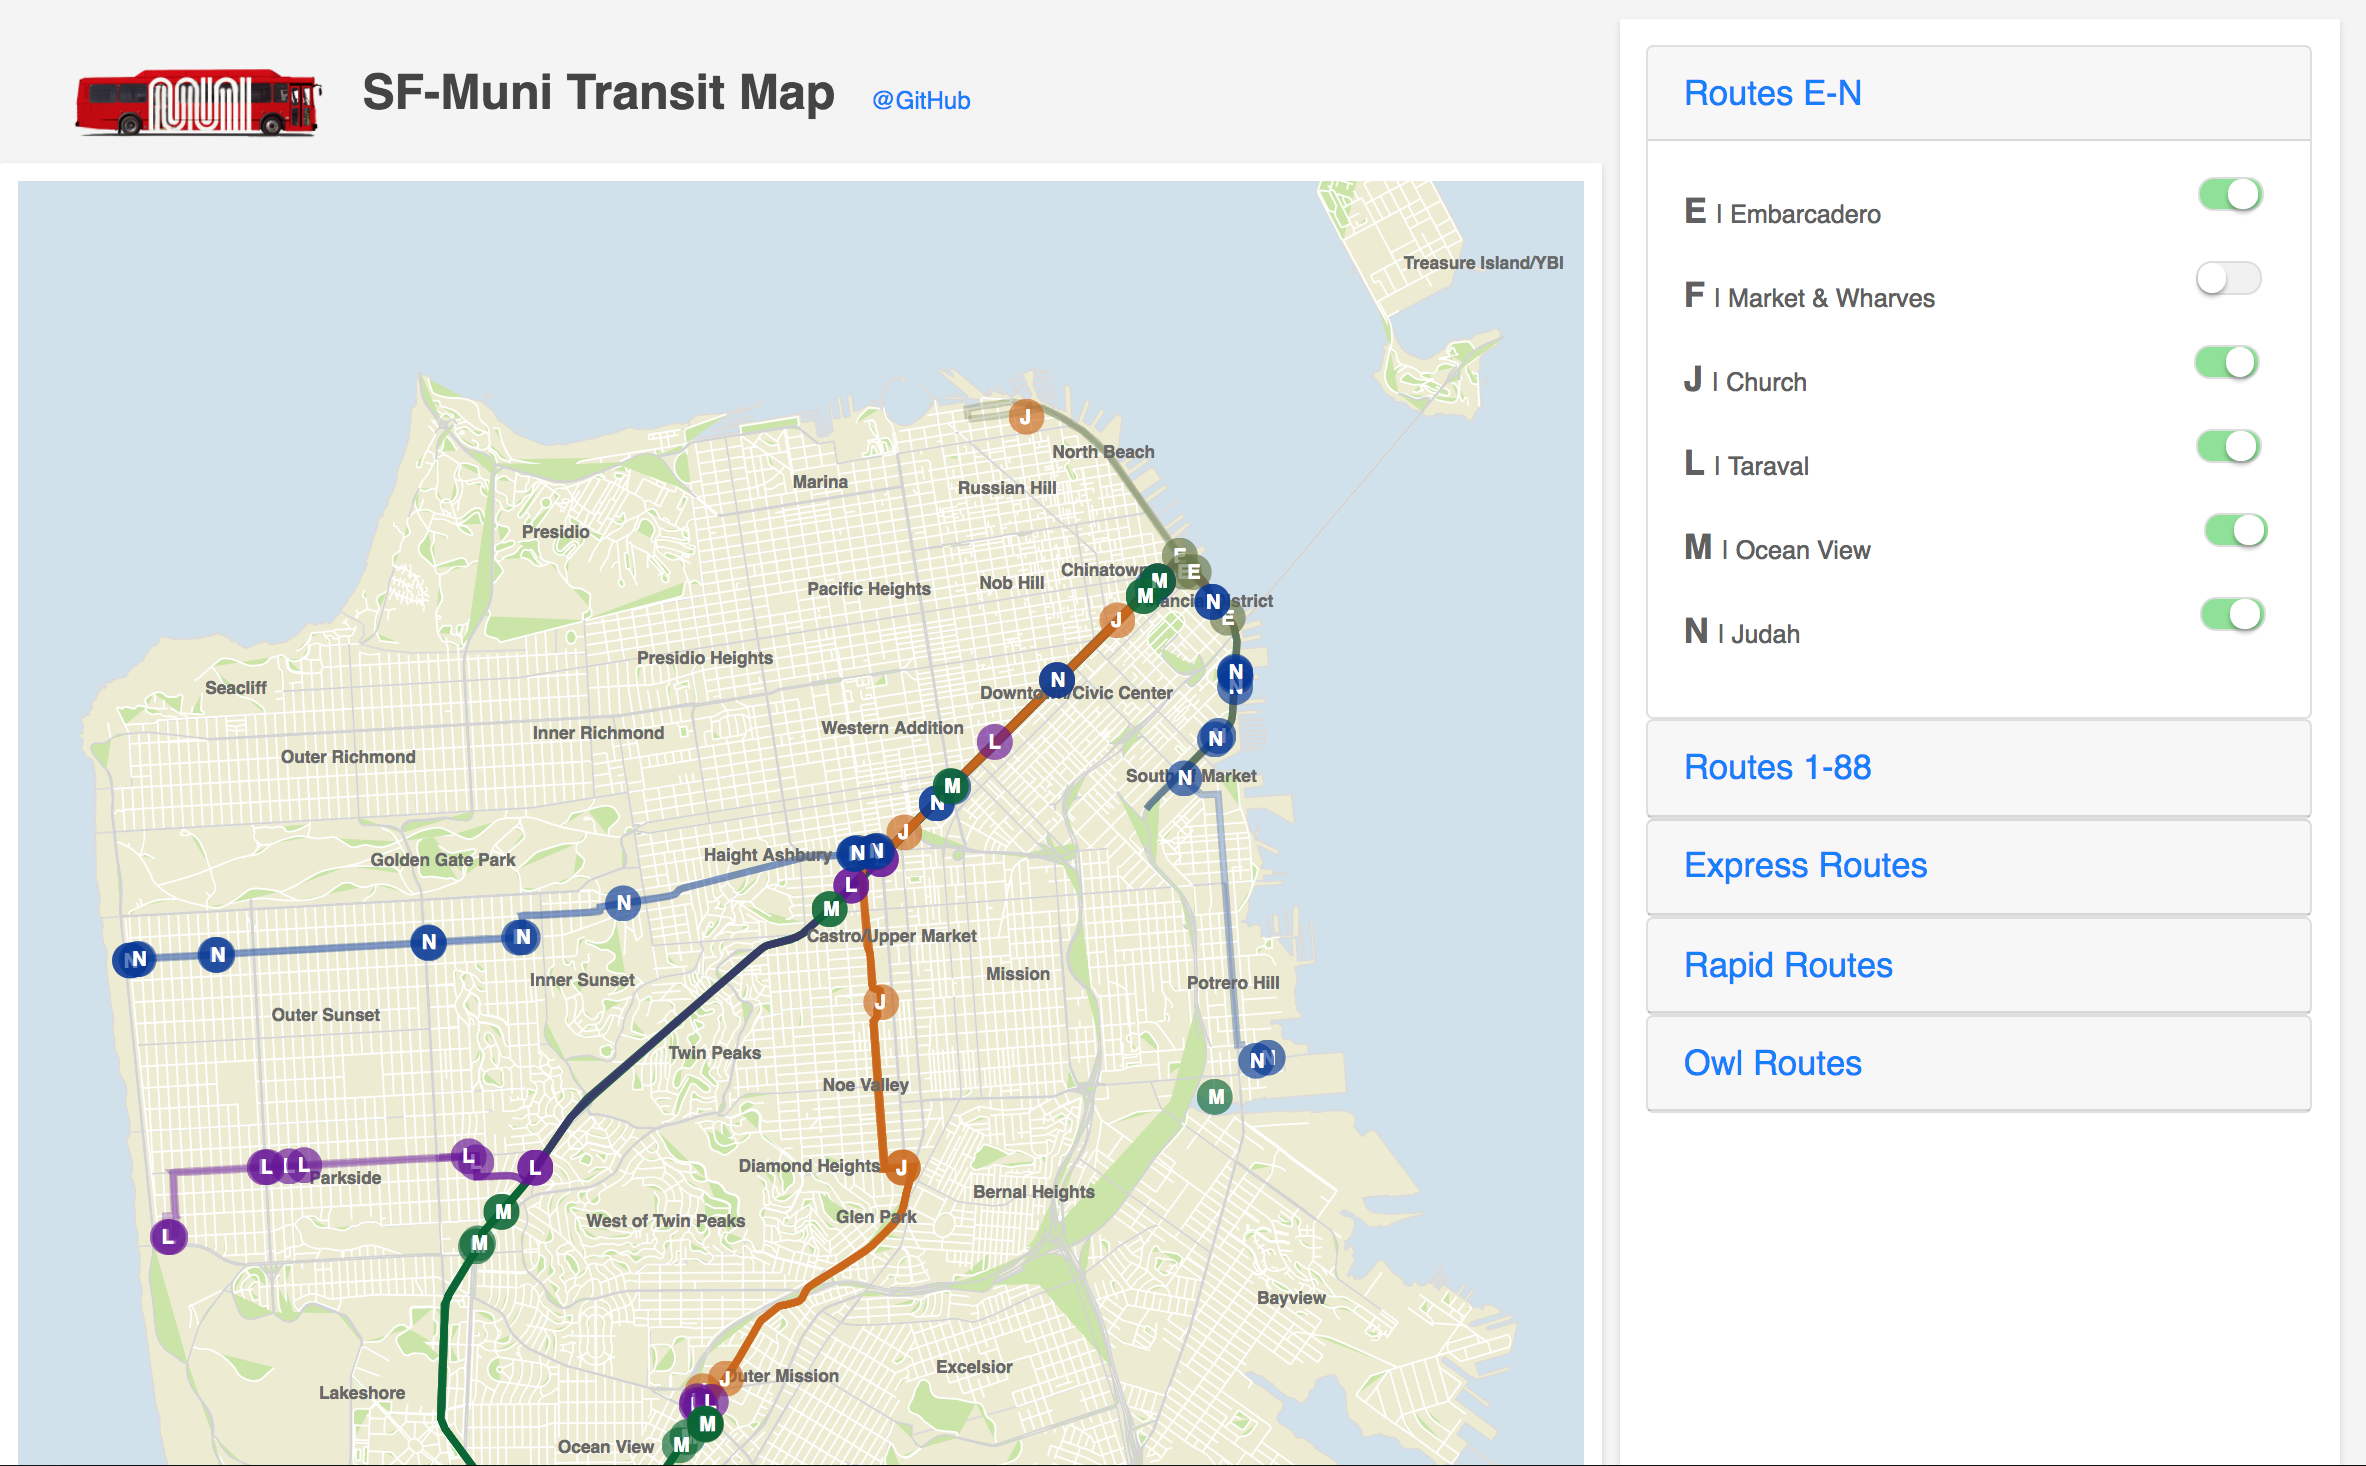 muni
SF-Muni Transit Map @GitHub
Routes E-N
E | Embarcadero
F | Market & Wharves
J | Church
L | Taraval
M | Ocean View
N | Judah
Routes 1-88
Express Routes
Rapid Routes
Owl Routes
Treasure Island/YBI
J
North Beach
Marina
Russian Hill
Presidio
E
Chinatown
E
Nob Hill
M
Pacific Heights
M
N
E
J
Presidio Heights
N
N
N
Seacliff
Downtown/Civic Center
Western Addition
Inner Richmond
L
N
Outer Richmond
South of Market
N
M
N
J
Haight Ashbury
N
N
Golden Gate Park
L
N
M
Castro/Upper Market
N
N
N
N
N
Inner Sunset
Mission
Potrero Hill
J
Outer Sunset
Twin Peaks
N
N
Noe Valley
M
L
L
L
L
L
Parkside
Diamond Heights
J
Bernal Heights
M
West of Twin Peaks
Glen Park
L
M
Bayview
Excelsior
J
Outer Mission
Lakeshore
L
M
M
Ocean View